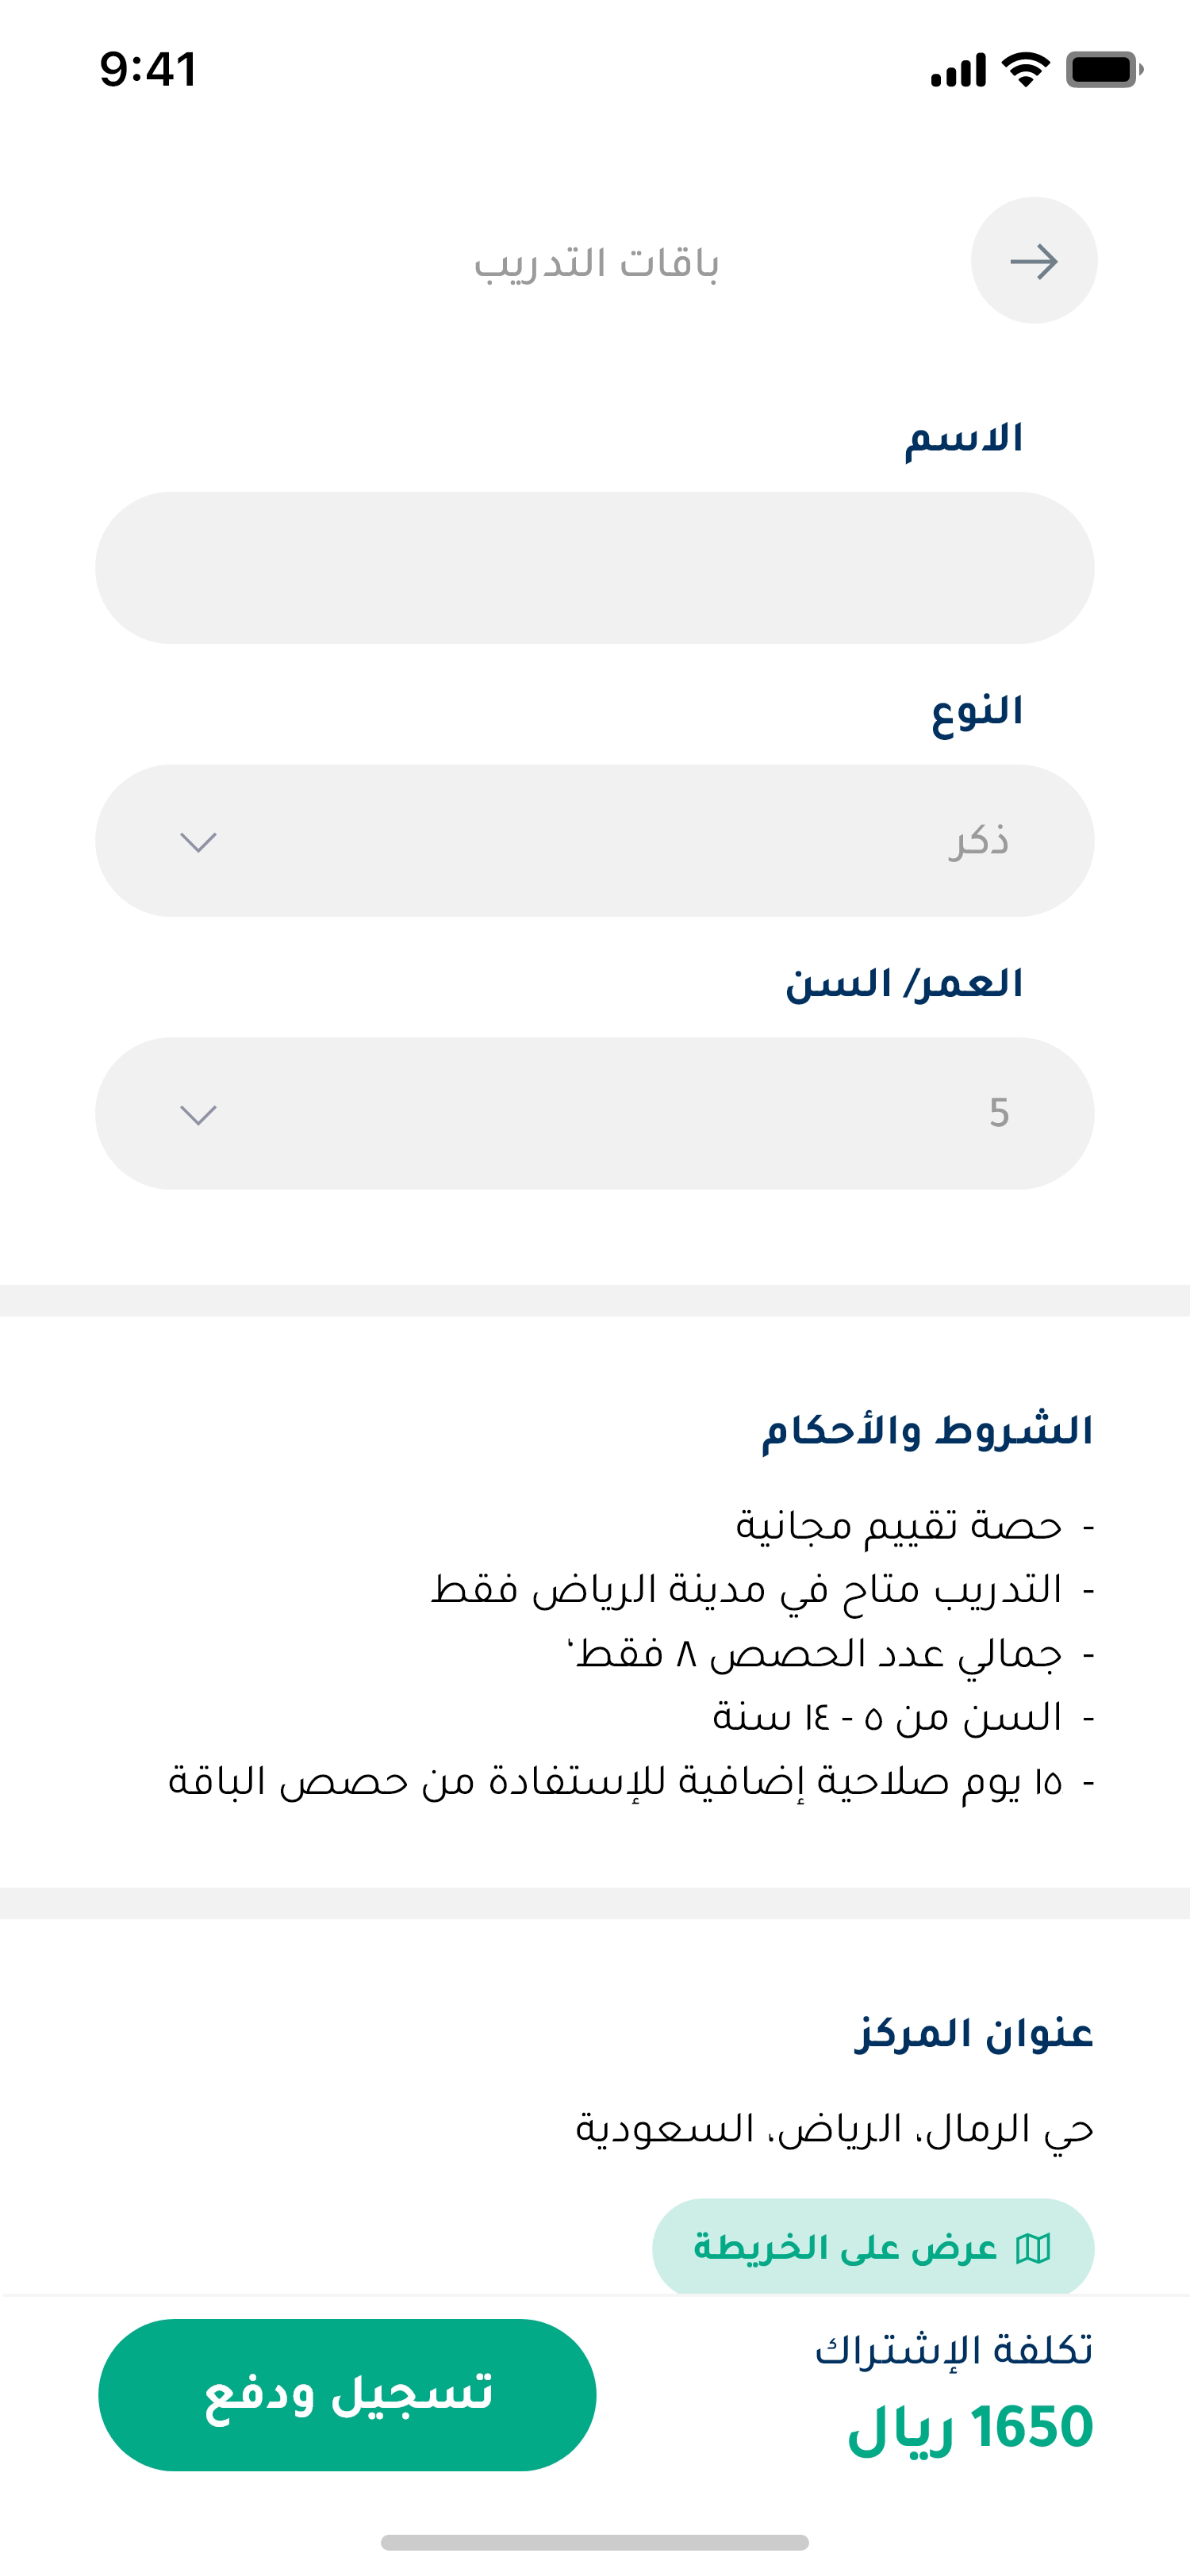 9:41
باقات التدريب
الاسم
النوع
ذكر
العمر/ السن
5
الشروط والأحكام
- حصة تقييم مجانية
- التدريب متاح في مدينة الرياض فقط
- جمالي عدد الحصص ٨ فقط‘
- السن من ٥ - ١٤ سنة
- ١٥ يوم صلاحية إضافية للإستفادة من حصص الباقة
عنوان المركز
حي الرمال، الرياض، السعودية
عرض على الخريطة
تكلفة الإشتراك
1650 ريال
تسجيل ودفع